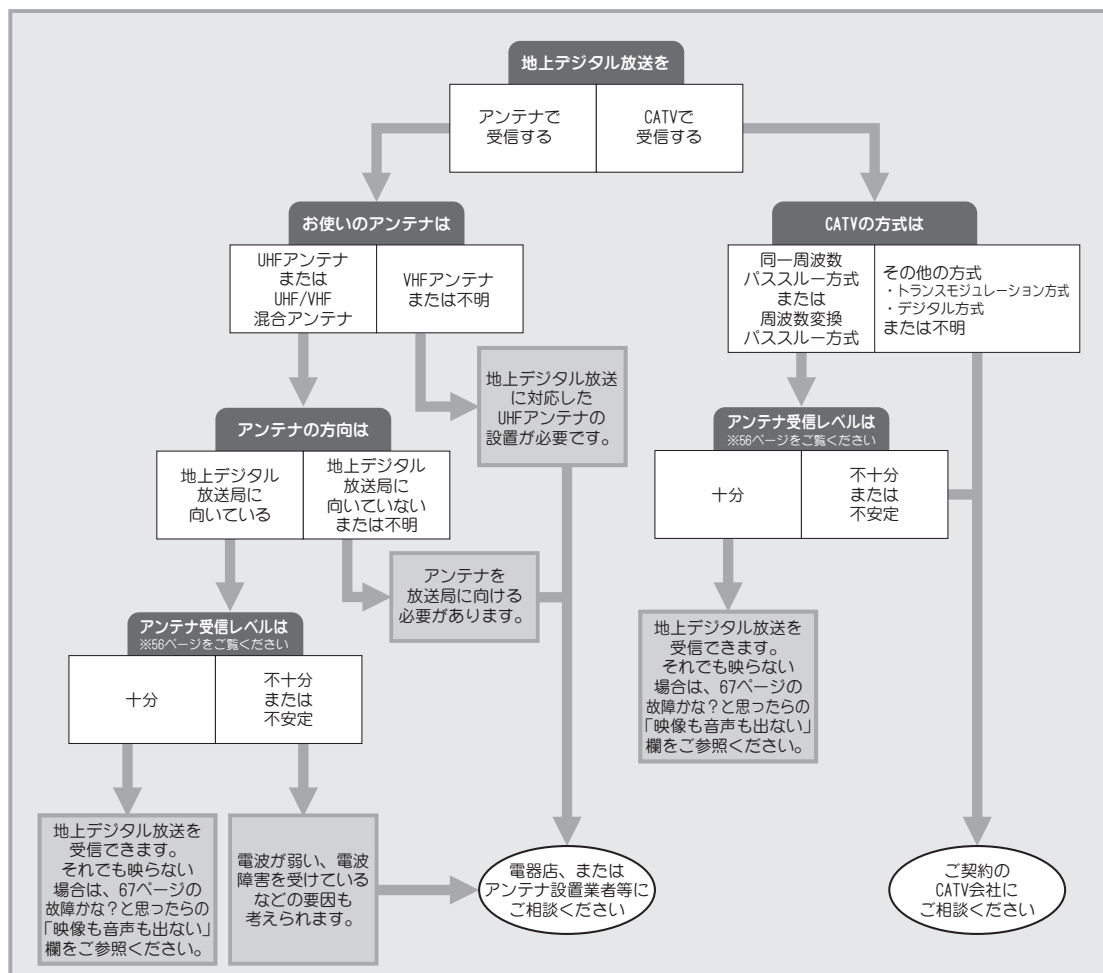 地上デジタル放送を
アンテナで
受信する
CATVで
受信する
お使いのアンテナは
UHFアンテナ
または
UHF/VHF
混合アンテナ
VHFアンテナ
または不明
CATVの方式は
同一周波数
パススルー方式
または
周波数変換
パススルー方式
その他の方式
・トランスモジュレーション方式
・デジタル方式
または不明
地上デジタル放送
に対応した
UHFアンテナの
設置が必要です。
アンテナの方向は
地上デジタル
放送局に
向いている
地上デジタル
放送局に
向いていない
または不明
アンテナ受信レベルは
※56ページをご覧ください
十分
不十分
または
不安定
アンテナを
放送局に向ける
必要があります。
アンテナ受信レベルは
※56ページをご覧ください
十分
不十分
または
不安定
地上デジタル放送を
受信できます。
それでも映らない
場合は、67ページの
故障かな?と思ったらの
「映像も音声も出ない」
欄をご参照ください。
地上デジタル放送を
受信できます。
それでも映らない
場合は、67ページの
故障かな?と思ったらの
「映像も音声も出ない」
欄をご参照ください。
電波が弱い、電波
障害を受けている
などの要因も
考えられます。
電器店、または
アンテナ設置業者等に
ご相談ください
ご契約の
CATV会社に
ご相談ください